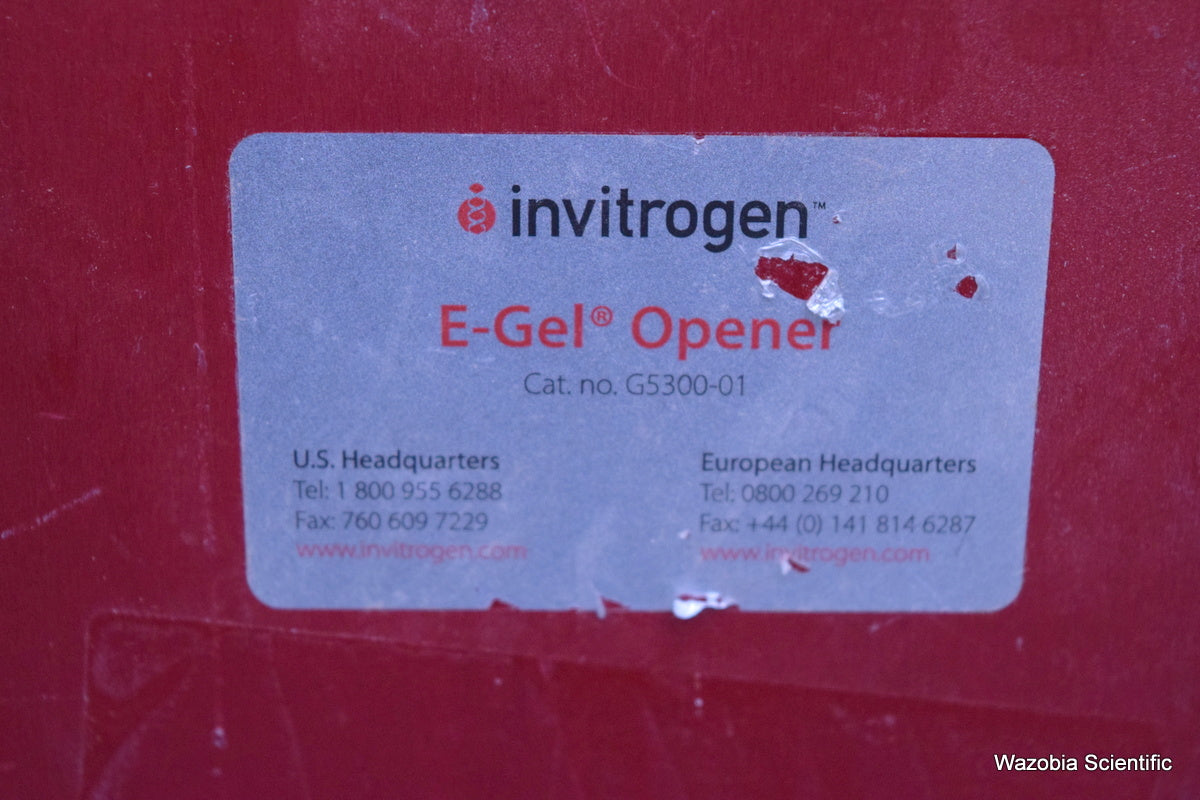 invitrogen™
E-Gel® Opener
Cat. no. G5300-01
U.S. Headquarters
Tel: 1 800 955 6288
Fax: 760 609 7229
www.invitrogen.com
European Headquarters
Tel: 0800 269 210
Fax: +44 (0) 141 814 6287
www.invitrogen.com
Wazobia Scientific